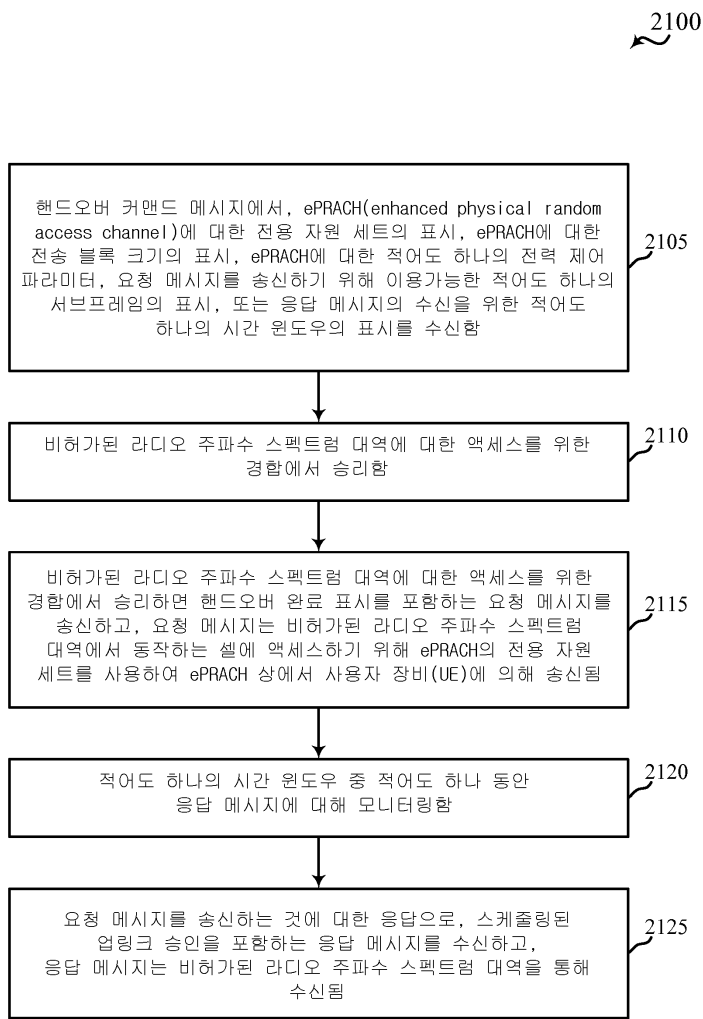 2100
핸드오버 커맨드 메시지에서, ePRACH(enhanced physical random
access channel)에 대한 전용 자원 세트의 표시, ePRACH에 대한
전송 블록 크기의 표시, ePRACH에 대한 적어도 하나의 전력 제어
파라미터, 요청 메시지를 송신하기 위해 이용가능한 적어도 하나의
서브프레임의 표시, 또는 응답 메시지의 수신을 위한 적어도
하나의 시간 윈도우의 표시를 수신함
2105
비허가된 라디오 주파수 스펙트럼 대역에 대한 액세스를 위한
경합에서 승리함
2110
비허가된 라디오 주파수 스펙트럼 대역에 대한 액세스를 위한
경합에서 승리하면 핸드오버 완료 표시를 포함하는 요청 메시지를
송신하고, 요청 메시지는 비허가된 라디오 주파수 스펙트럼
대역에서 동작하는 셀에 액세스하기 위해 ePRACH의 전용 자원
세트를 사용하여 ePRACH 상에서 사용자 장비(UE)에 의해 송신됨
2115
적어도 하나의 시간 윈도우 중 적어도 하나 동안
응답 메시지에 대해 모니터링함
2120
요청 메시지를 송신하는 것에 대한 응답으로, 스케줄링된
업링크 승인을 포함하는 응답 메시지를 수신하고,
응답 메시지는 비허가된 라디오 주파수 스펙트럼 대역을 통해
수신됨
2125